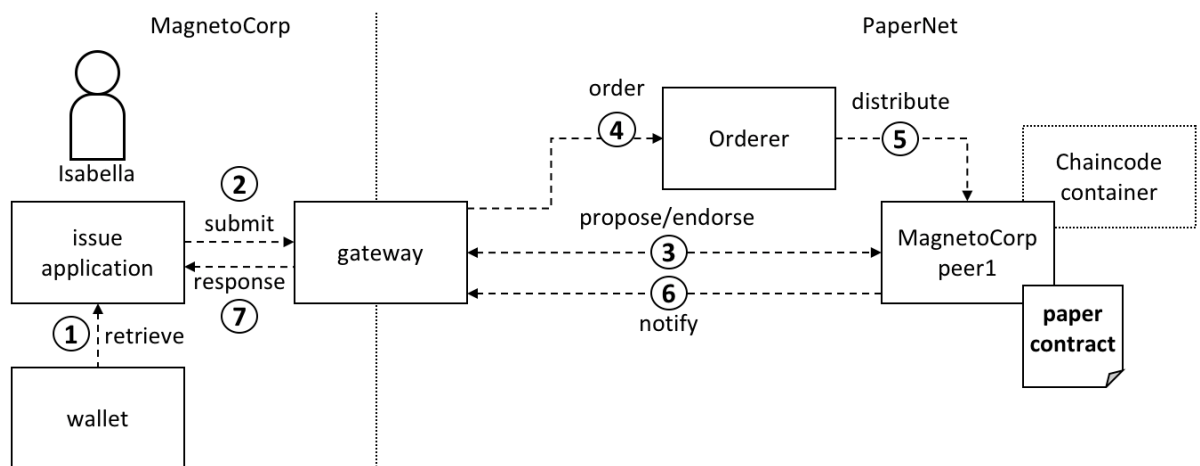 MagnetoCorp
PaperNet
Isabella
order
4
Orderer
distribute
5
Chaincode
container
2
submit
issue
application
gateway
propose/endorse
3
MagnetoCorp
peer1
response
7
6
notify
paper
contract
1
retrieve
wallet